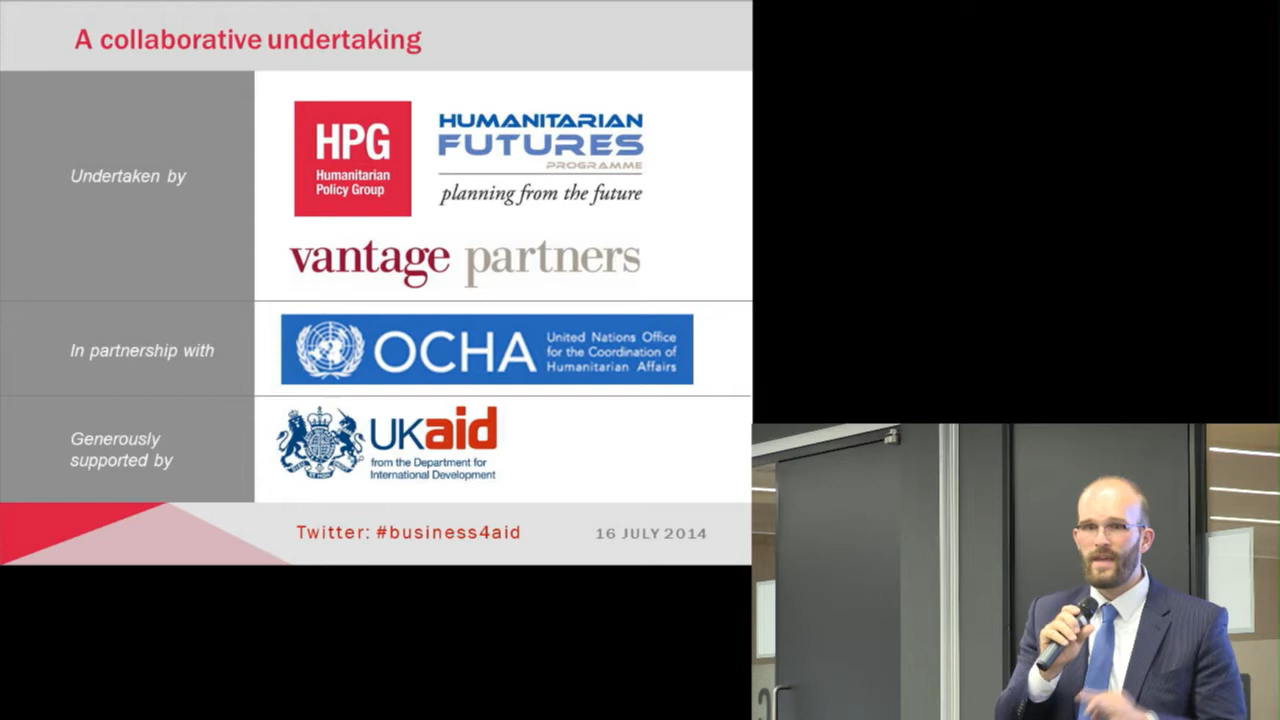 A collaborative undertaking
Undertaken by
HPG
Humanitarian
Policy Group
HUMANITARIAN
FUTURES
PROGRAMME
planning from the future
vantage partners
In partnership with
OCHA
United Nations Office
for the Coordination of
Humanitarian Affairs
Generously
supported by
UKaid
from the Department for
International Development
Twitter: #business4aid
16 JULY 2014